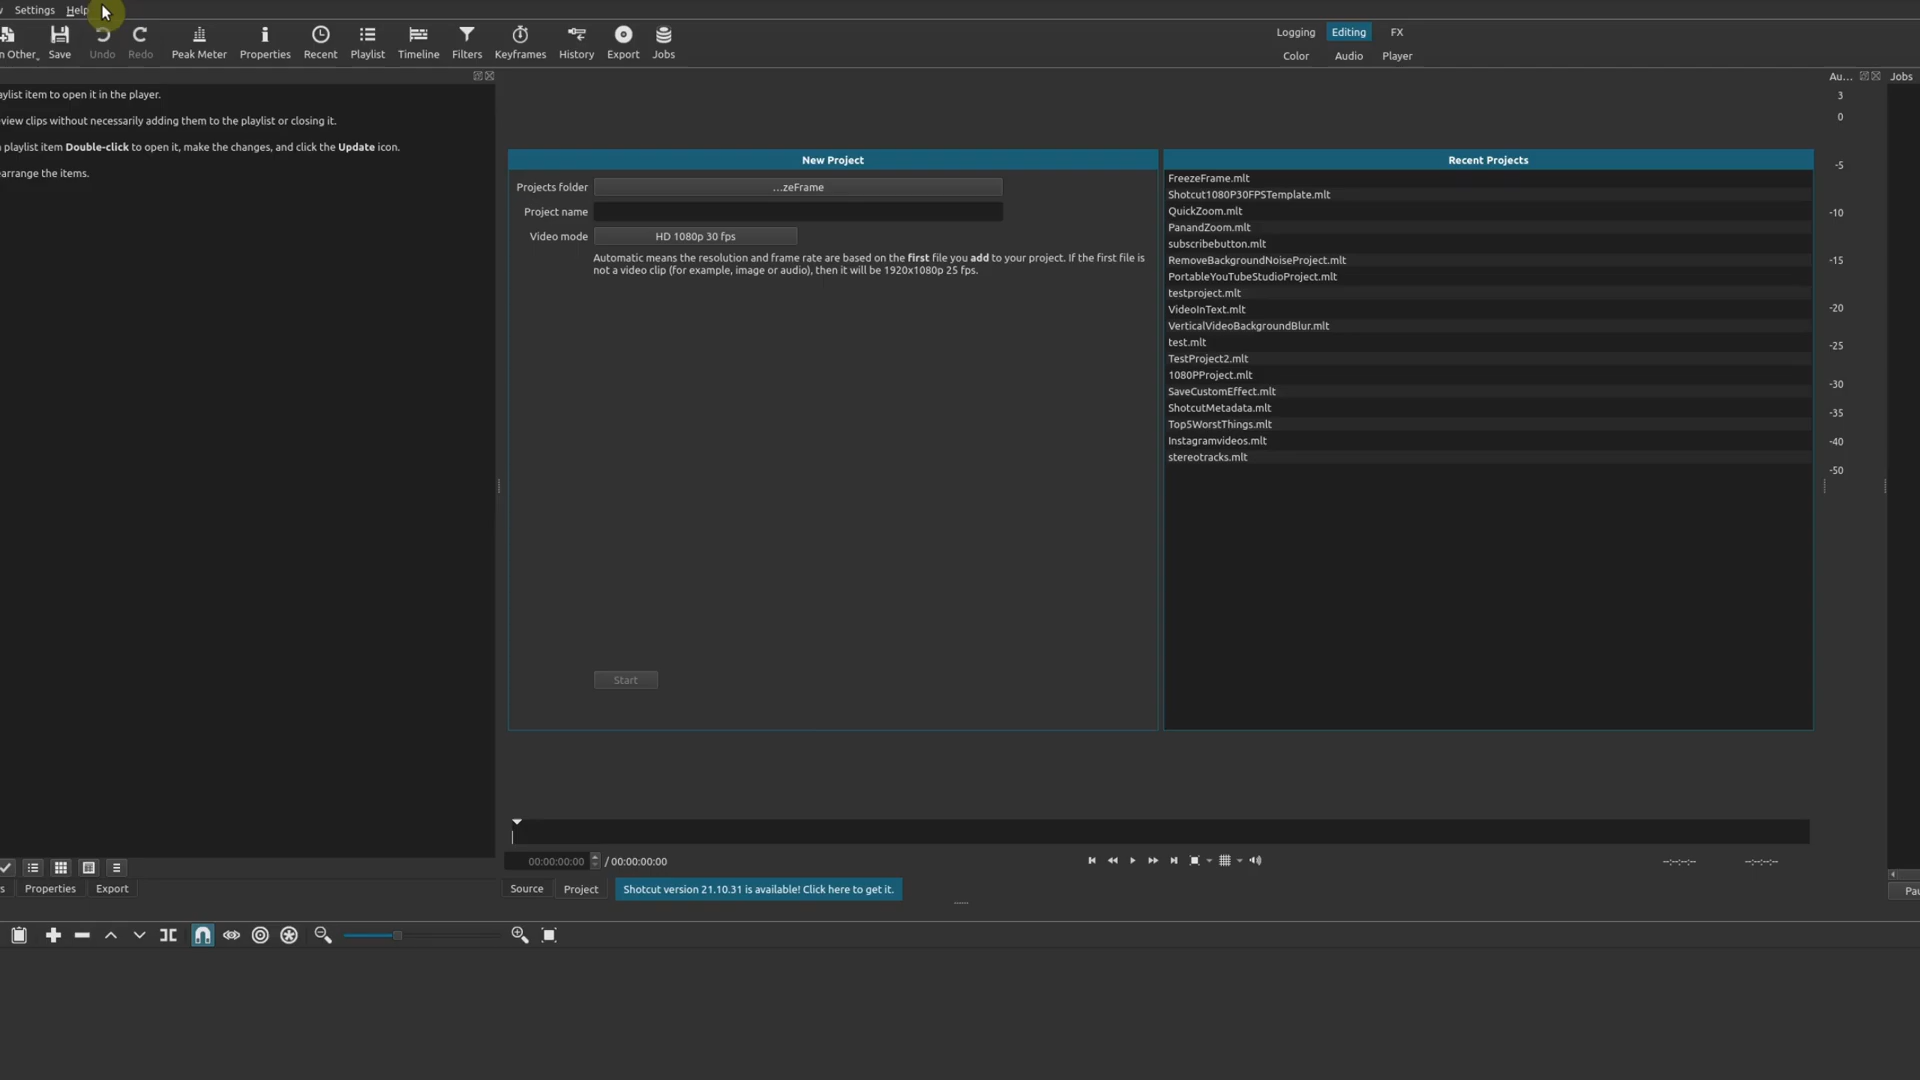 Settings Help
n Other Save Undo Redo Peak Meter Properties Recent Playlist Timeline Filters Keyframes History Export Jobs
Logging Editing FX
Color Audio Player
Au... Jobs
aylist item to open it in the player.
view clips without necessarily adding them to the playlist or closing it.
playlist item Double-click to open it, make the changes, and click the Update icon.
earrange the items.
New Project
Projects folder ...zeFrame
Project name
Video mode HD 1080p 30 fps
Automatic means the resolution and frame rate are based on the first file you add to your project. If the first file is
not a video clip (for example, image or audio), then it will be 1920x1080p 25 fps.
Start
Recent Projects
FreezeFrame.mlt
Shotcut1080P30FPSTemplate.mlt
QuickZoom.mlt
PanandZoom.mlt
subscribebutton.mlt
RemoveBackgroundNoiseProject.mlt
PortableYouTubeStudioProject.mlt
testproject.mlt
VideoInText.mlt
VerticalVideoBackgroundBlur.mlt
test.mlt
TestProject2.mlt
1080PProject.mlt
SaveCustomEffect.mlt
ShotcutMetadata.mlt
Top5WorstThings.mlt
Instagramvideos.mlt
stereotracks.mlt
3
0
-5
-10
-15
-20
-25
-30
-35
-40
-50
00:00:00:00 / 00:00:00:00
--:--:--:-- --:--:--:--
s Properties Export
Source Project Shotcut version 21.10.31 is available! Click here to get it.
Pau